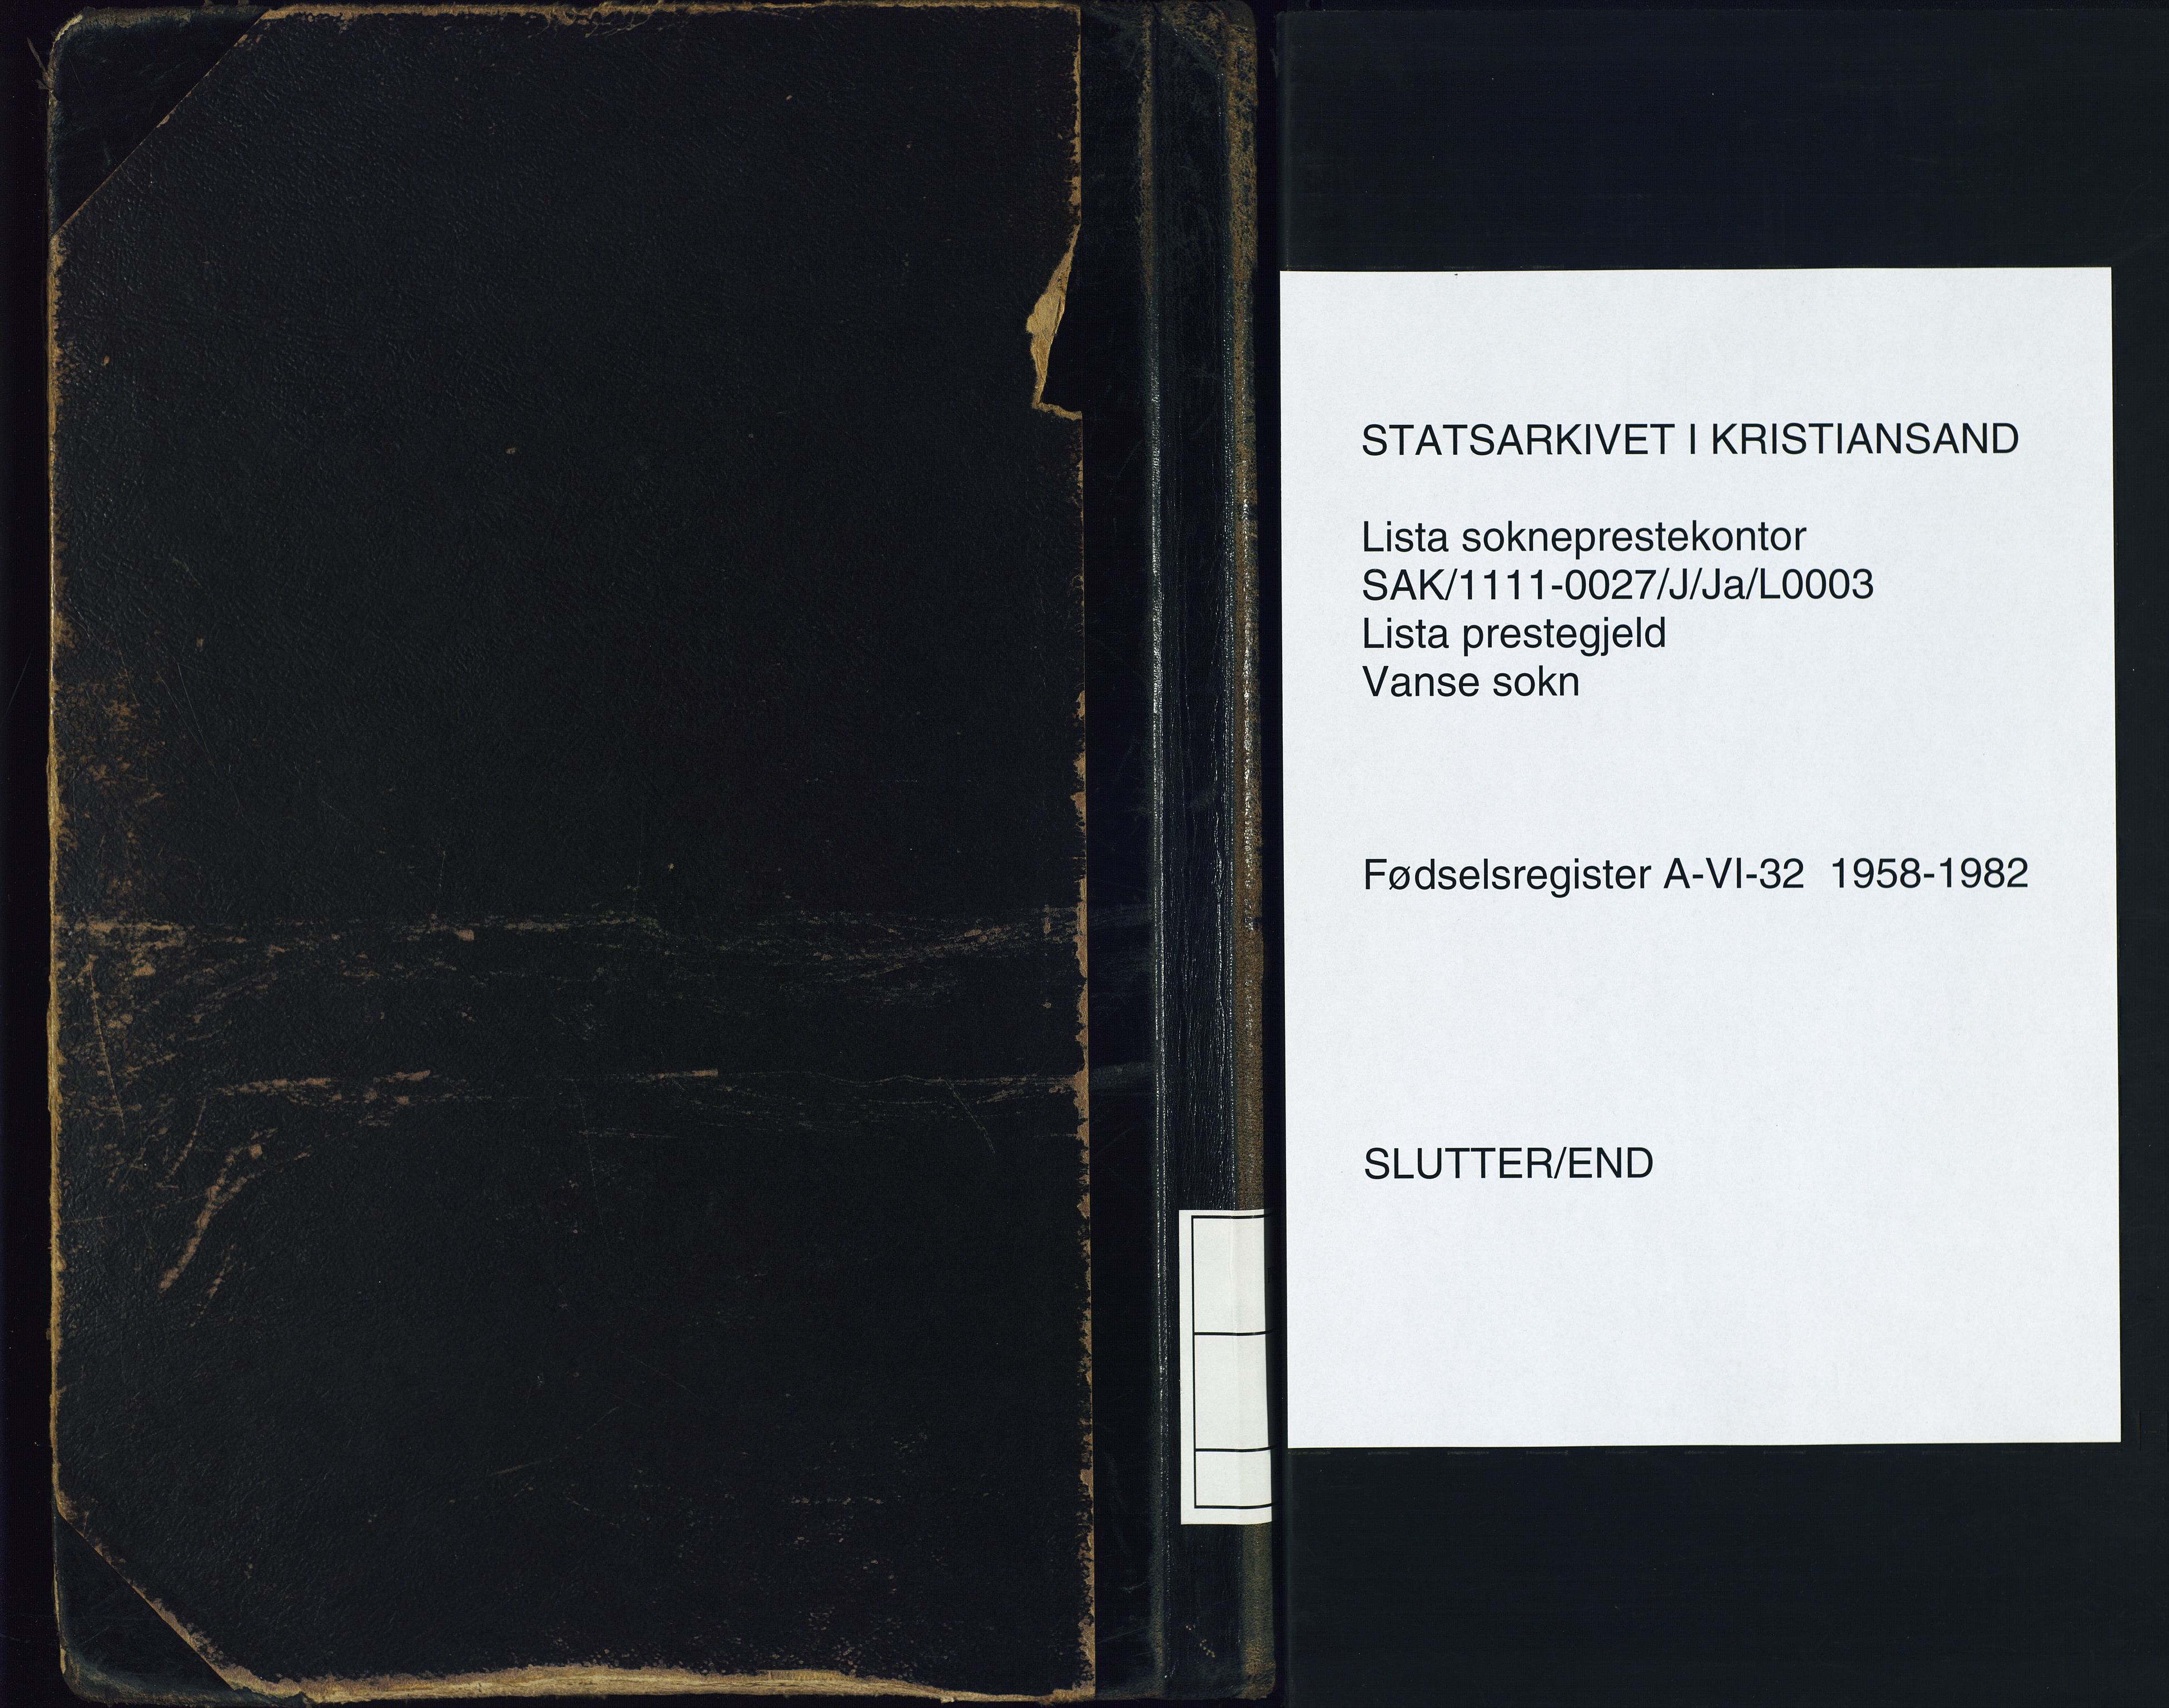 STATSARKIVET I KRISTIANSAND
Lista sokneprestekontor
SAK/1111-0027/J/Ja/L0003
Lista prestegjeld
Vanse sokn
Fødselsregister A-VI-32 1958-1982
SLUTTER/END